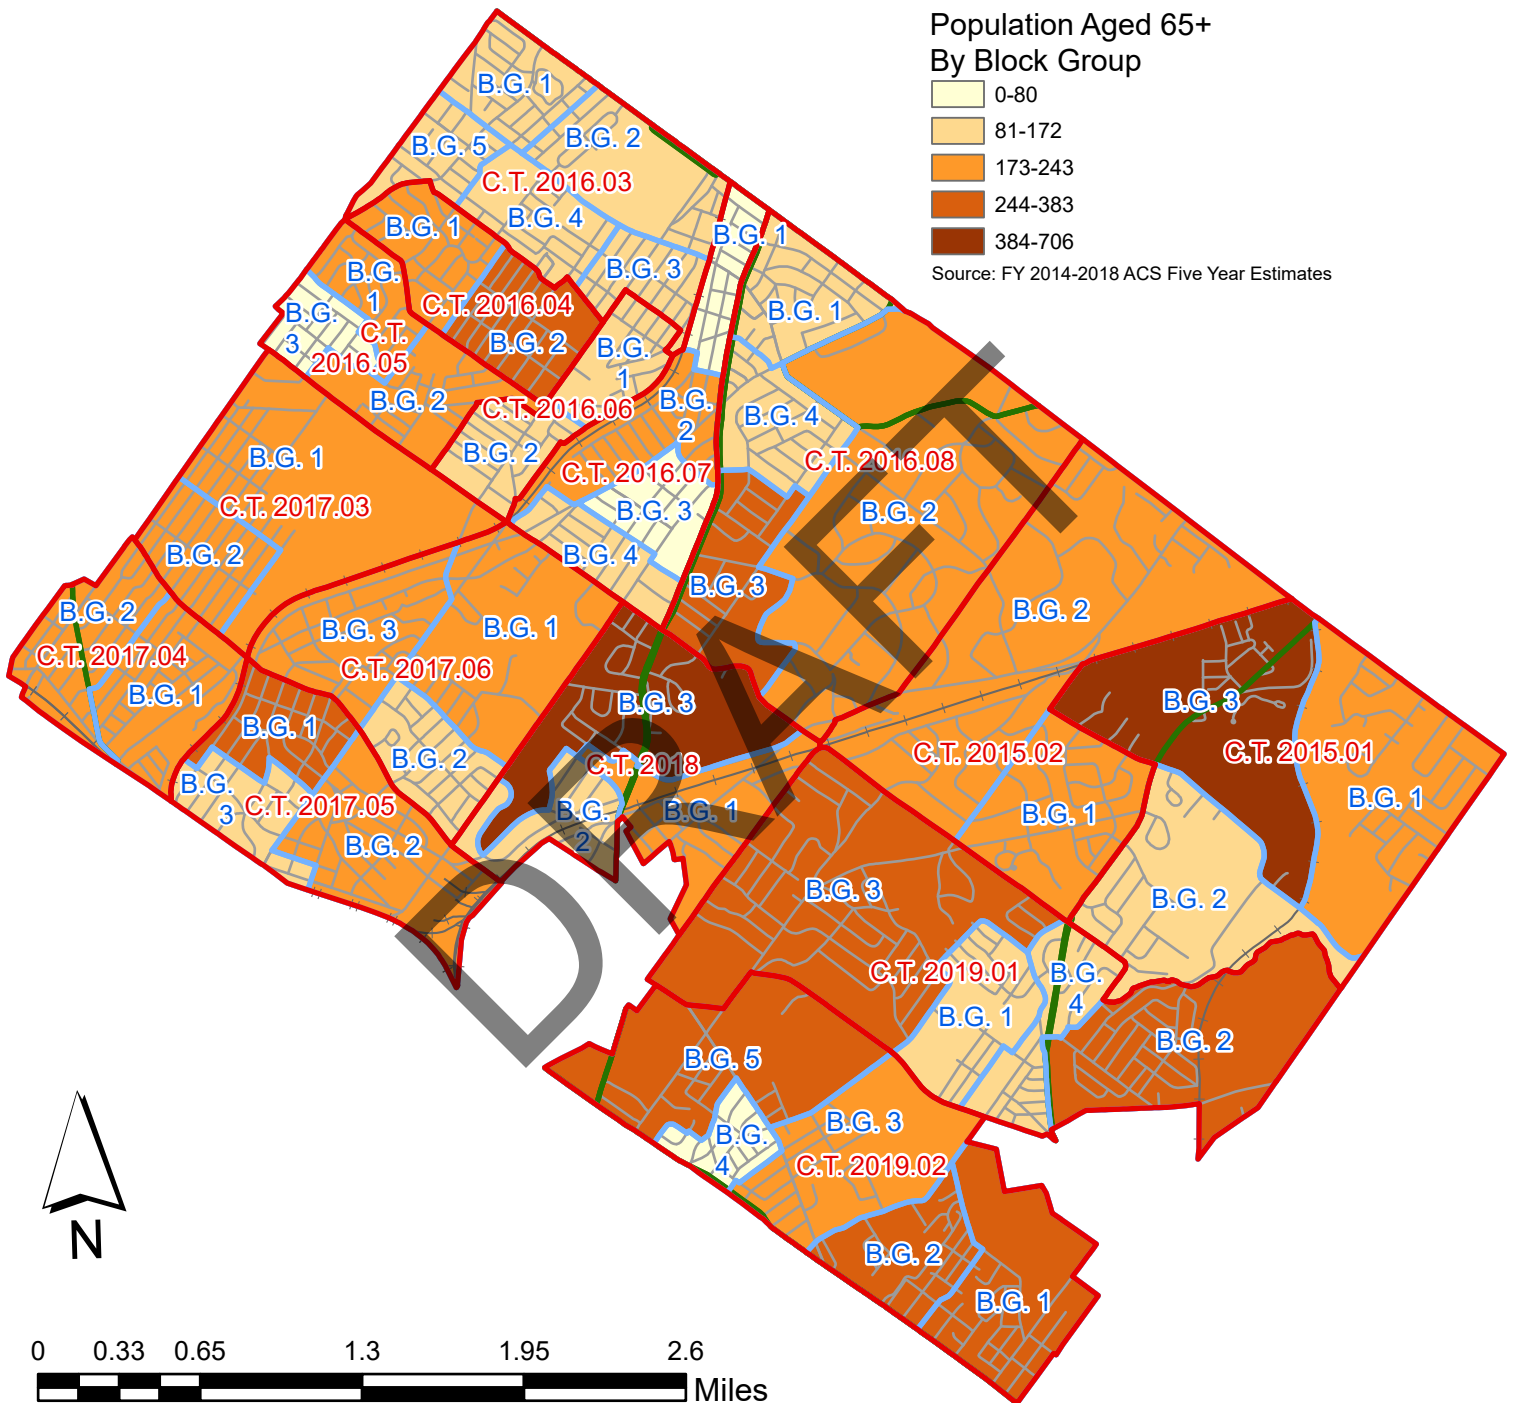 Population Aged 65+
By Block Group
0-80
81-172
173-243
244-383
384-706
Source: FY 2014-2018 ACS Five Year Estimates
B.G. 1
B.G. 2
B.G. 5
C.T. 2016.03
B.G. 4
B.G. 3
B.G. 1
B.G. 1
B.G.
1
C.T. 2016.04
B.G. 2
B.G.
3
C.T.
2016.05
B.G. 2
B.G.
1
C.T. 2016.06
B.G. 2
B.G. 1
B.G.
2
C.T. 2016.07
B.G. 3
B.G. 4
B.G. 4
C.T. 2016.08
B.G. 2
B.G. 3
B.G. 1
C.T. 2017.03
B.G. 2
B.G. 2
C.T. 2017.04
B.G. 1
B.G. 3
B.G. 1
C.T. 2017.06
B.G. 2
B.G. 1
B.G.
3
C.T. 2017.05
B.G. 2
B.G. 3
C.T. 2018
B.G.
2
B.G. 1
B.G. 2
C.T. 2015.02
B.G. 1
B.G. 3
C.T. 2015.01
B.G. 1
B.G. 2
B.G. 3
C.T. 2019.01
B.G. 1
B.G.
4
B.G. 2
B.G. 5
B.G.
4
B.G. 3
C.T. 2019.02
B.G. 2
B.G. 1
DRAFT
N
0 0.33 0.65 1.3 1.95 2.6
Miles